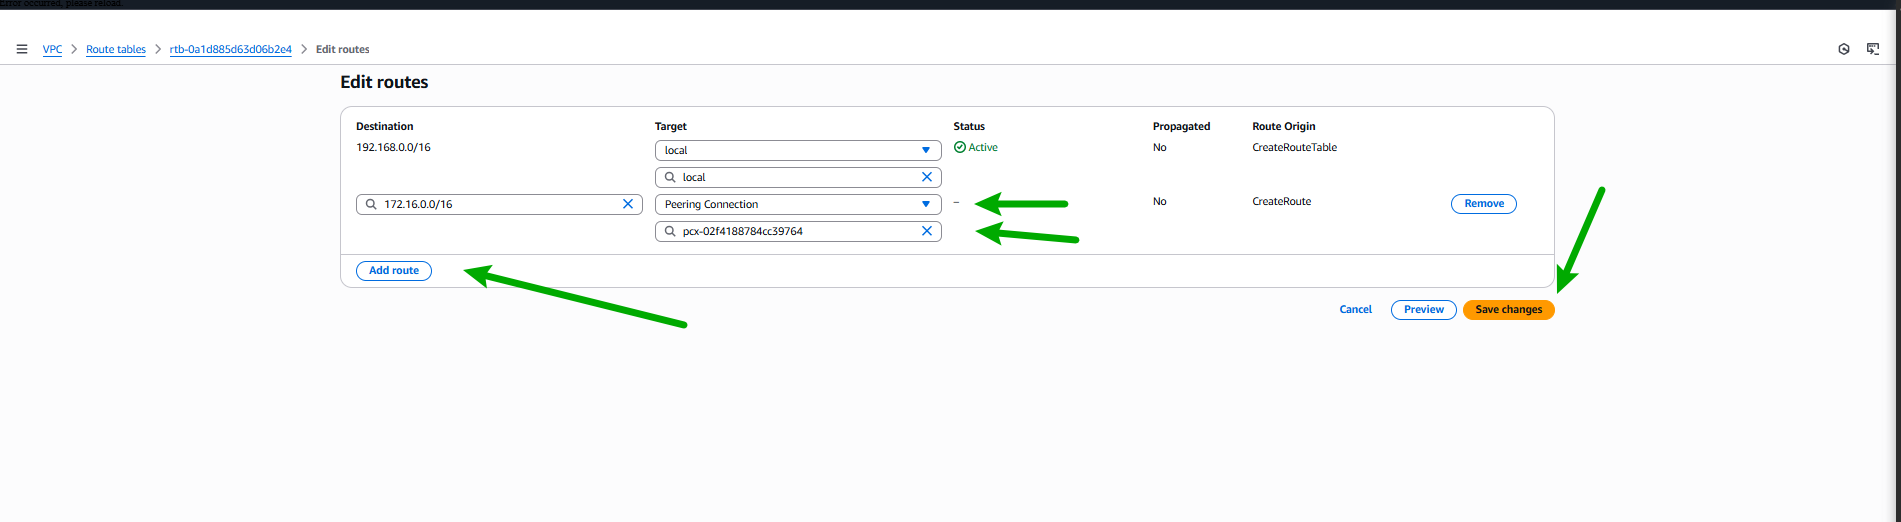 Error occurred, please reload.
VPC > Route tables > rtb-0a1d885d63d06b2e4 > Edit routes
Edit routes
Destination Target Status Propagated Route Origin
192.168.0.0/16 local Active No CreateRouteTable
local
172.16.0.0/16 Peering Connection – No CreateRoute Remove
pcx-02f4188784cc39764
Add route
Cancel Preview Save changes